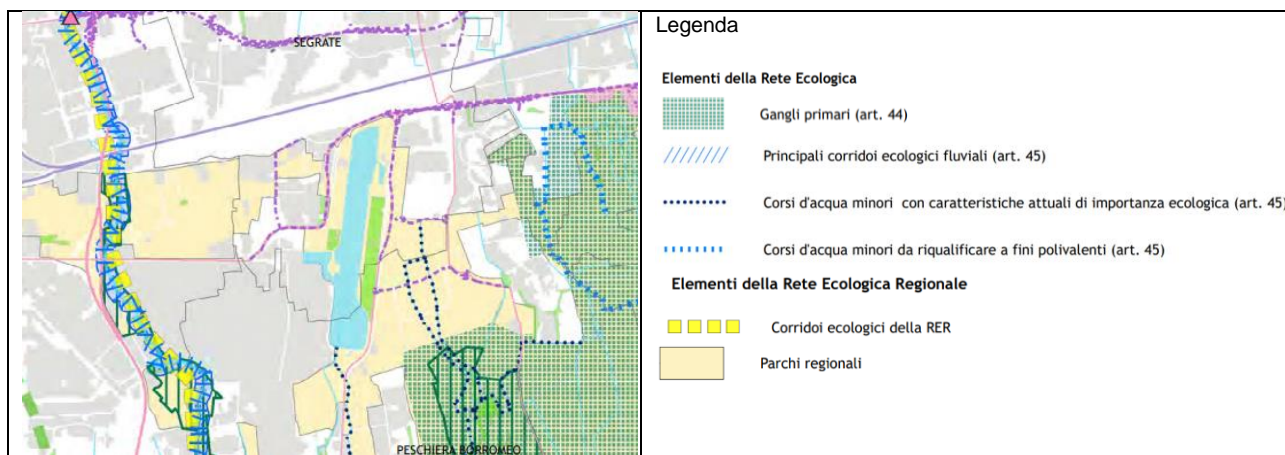 SEGRATE
PESCHIERA BORROMEO
Legenda
Elementi della Rete Ecologica
Gangli primari (art. 44)
Principali corridoi ecologici fluviali (art. 45)
Corsi d'acqua minori con caratteristiche attuali di importanza ecologica (art. 45)
Corsi d'acqua minori da riqualificare a fini polivalenti (art. 45)
Elementi della Rete Ecologica Regionale
Corridoi ecologici della RER
Parchi regionali